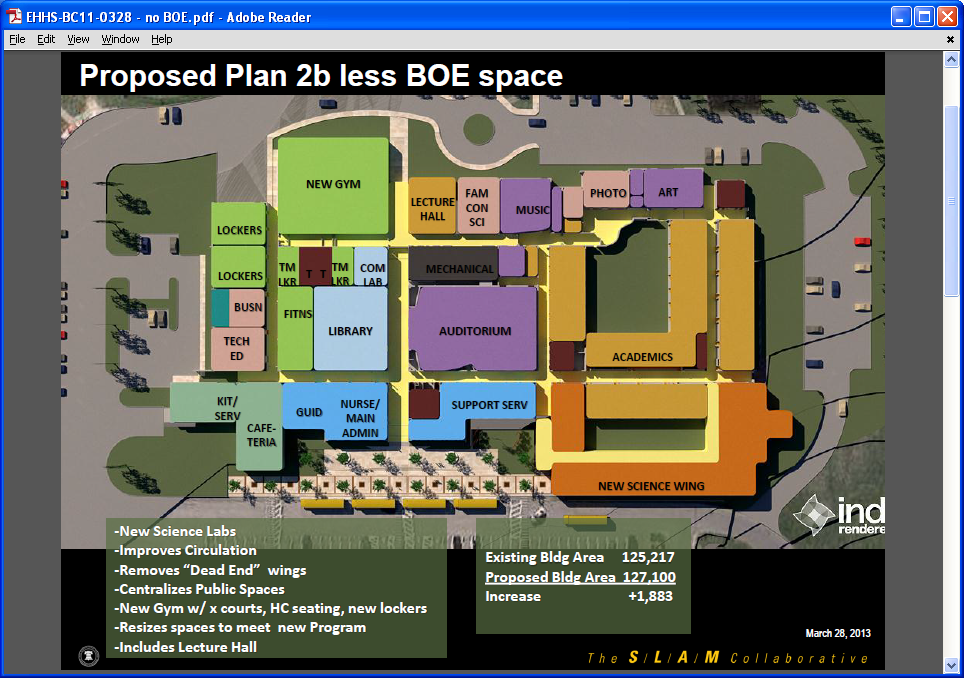 EHHS-BC11-0328 - no BOE.pdf - Adobe Reader
File Edit View Window Help
Proposed Plan 2b less BOE space
NEW GYM
LECTURE
HALL
FAM
CON
SCI
MUSIC
PHOTO
ART
LOCKERS
LOCKERS
TM
LKR
T T
TM
LKR
COM
LAB
MECHANICAL
BUSN
FITNS
LIBRARY
AUDITORIUM
TECH
ED
ACADEMICS
KIT/
SERV
CAFE-
TERIA
GUID
NURSE/
MAIN
ADMIN
SUPPORT SERV
NEW SCIENCE WING
ind
rendere
-New Science Labs
-Improves Circulation
-Removes “Dead End” wings
-Centralizes Public Spaces
-New Gym w/ x courts, HC seating, new lockers
-Resizes spaces to meet new Program
-Includes Lecture Hall
Existing Bldg Area 125,217
Proposed Bldg Area 127,100
Increase +1,883
March 28, 2013
The S/L/A/M Collaborative